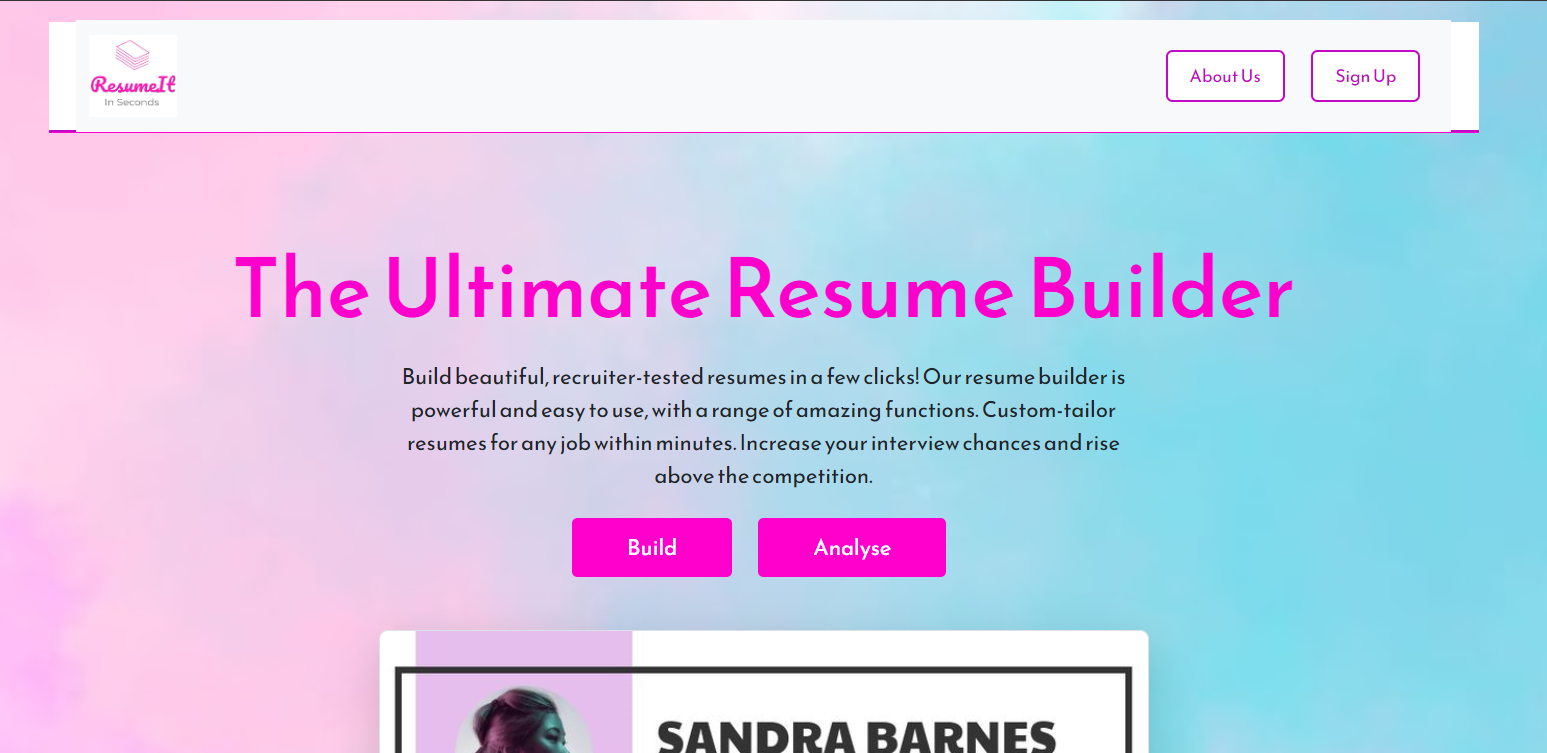 ResumeIt
In Seconds
About Us
Sign Up
The Ultimate Resume Builder
Build beautiful, recruiter-tested resumes in a few clicks! Our resume builder is
powerful and easy to use, with a range of amazing functions. Custom-tailor
resumes for any job within minutes. Increase your interview chances and rise
above the competition.
Build
Analyse
SANDRA BARNES